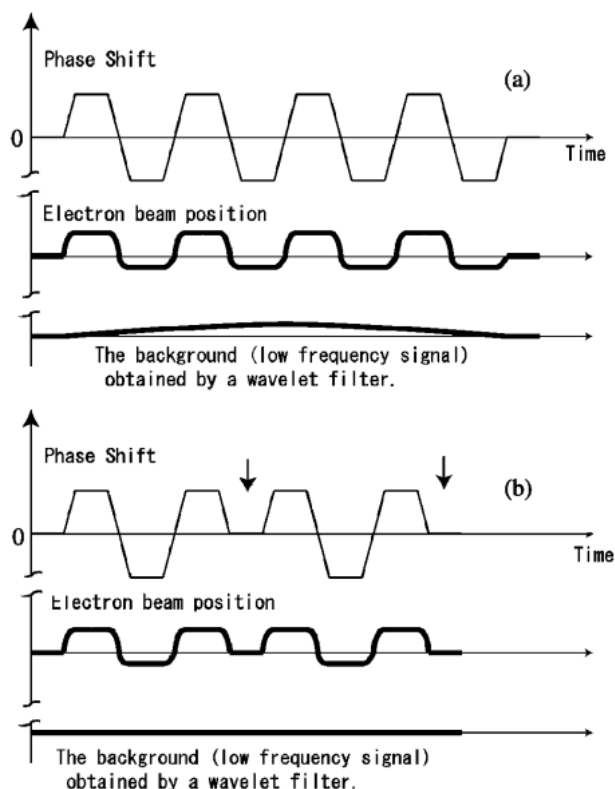 Phase Shift
(a)
0
Time
Electron beam position
The background (low frequency signal)
obtained by a wavelet filter.
Phase Shift
(b)
0
Time
Electron beam position
The background (low frequency signal)
obtained by a wavelet filter.